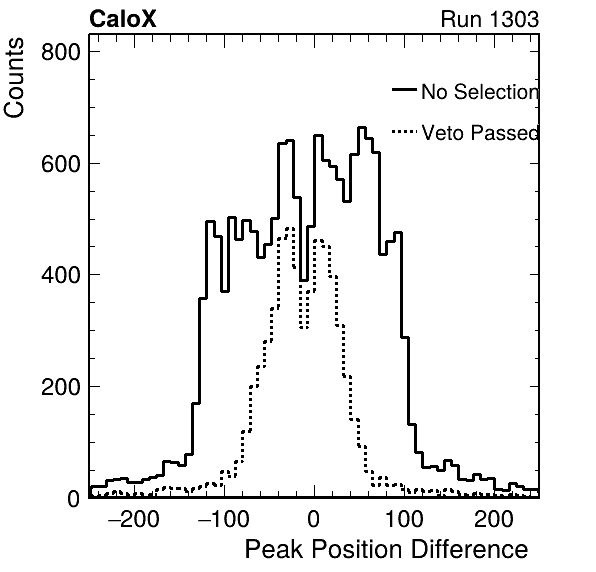 CaloX Run 1303
Counts
800
600
400
200
0
No Selection
Veto Passed
−200 −100 0 100 200
Peak Position Difference